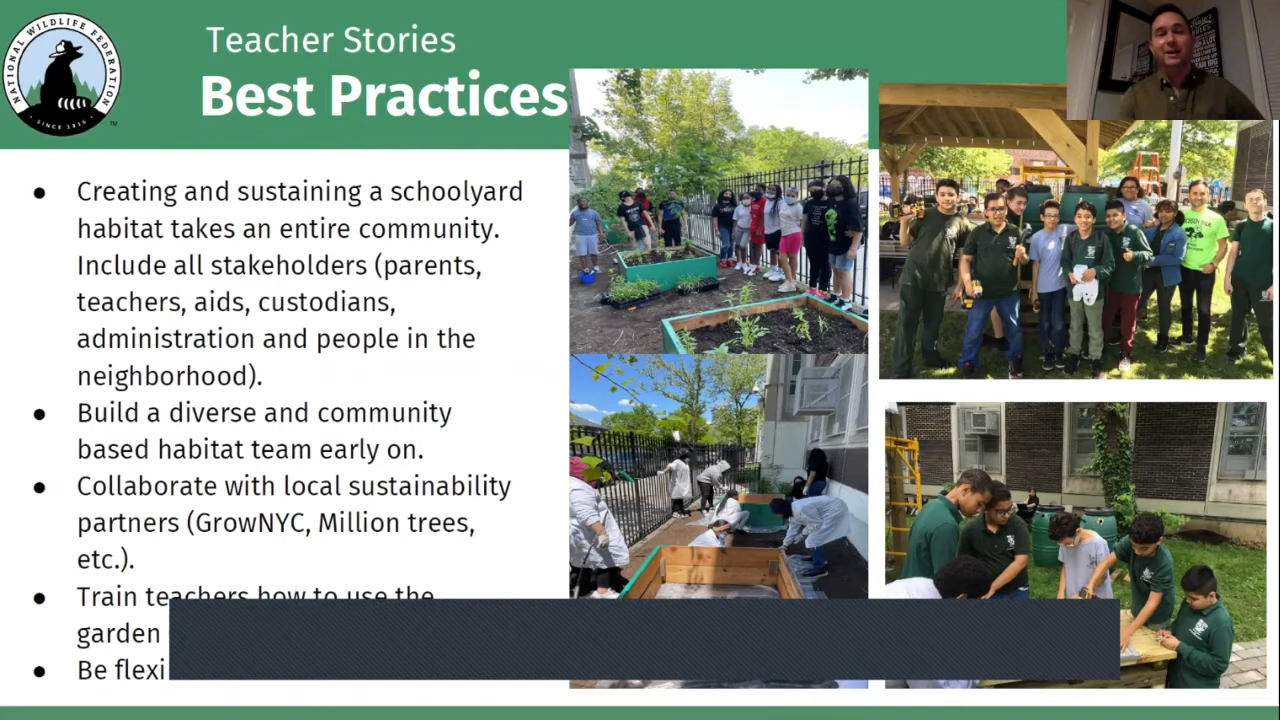 NATIONAL WILDLIFE FEDERATION
SINCE 1936
TM
Teacher Stories
Best Practices
● Creating and sustaining a schoolyard
habitat takes an entire community.
Include all stakeholders (parents,
teachers, aids, custodians,
administration and people in the
neighborhood).
● Build a diverse and community
based habitat team early on.
● Collaborate with local sustainability
partners (GrowNYC, Million trees,
etc.).
● Train teachers how to use the
garden
● Be flexi